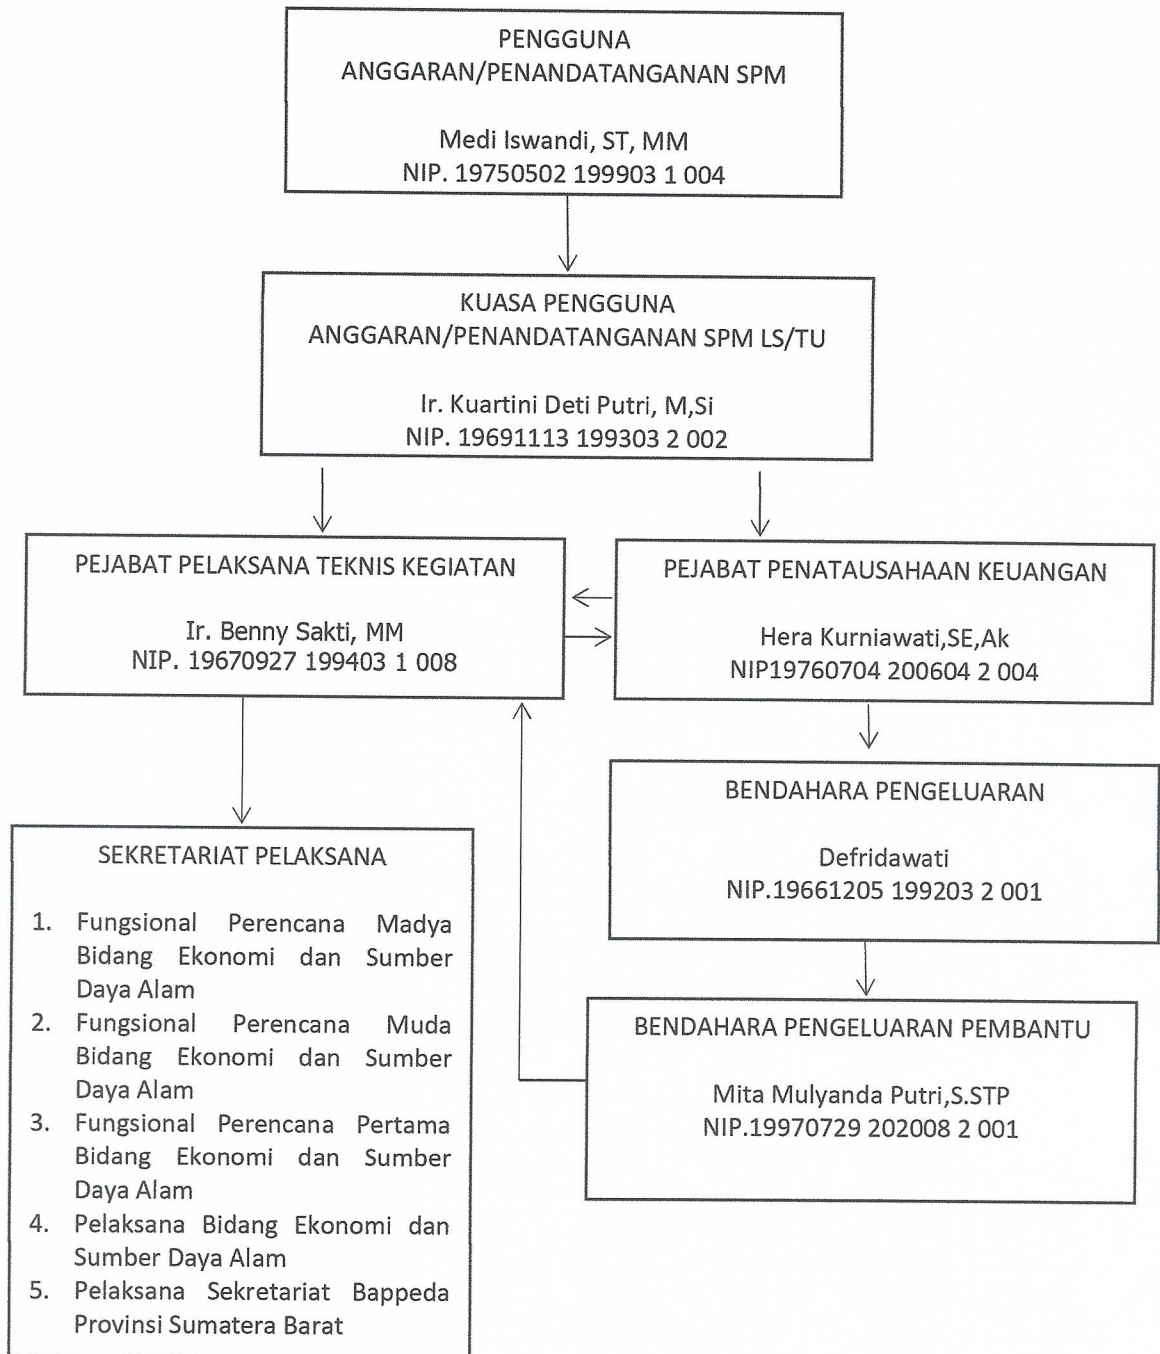 PENGGUNA
ANGGARAN/PENANDATANGANAN SPM
Medi Iswandi, ST, MM
NIP. 19750502 199903 1 004
KUASA PENGGUNA
ANGGARAN/PENANDATANGANAN SPM LS/TU
Ir. Kuartini Deti Putri, M,Si
NIP. 19691113 199303 2 002
PEJABAT PELAKSANA TEKNIS KEGIATAN
Ir. Benny Sakti, MM
NIP. 19670927 199403 1 008
PEJABAT PENATAUSAHAAN KEUANGAN
Hera Kurniawati,SE,Ak
NIP19760704 200604 2 004
BENDAHARA PENGELUARAN
Defridawati
NIP.19661205 199203 2 001
SEKRETARIAT PELAKSANA
1. Fungsional Perencana Madya
Bidang Ekonomi dan Sumber
Daya Alam
2. Fungsional Perencana Muda
Bidang Ekonomi dan Sumber
Daya Alam
3. Fungsional Perencana Pertama
Bidang Ekonomi dan Sumber
Daya Alam
4. Pelaksana Bidang Ekonomi dan
Sumber Daya Alam
5. Pelaksana Sekretariat Bappeda
Provinsi Sumatera Barat
BENDAHARA PENGELUARAN PEMBANTU
Mita Mulyanda Putri,S.STP
NIP.19970729 202008 2 001